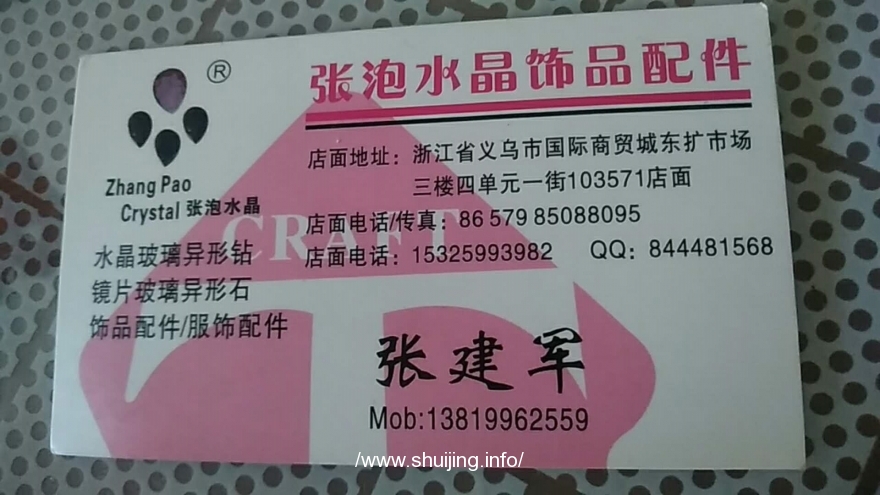 ®
张泡水晶饰品配件
Zhang Pao
Crystal 张泡水晶
水晶玻璃异形钻
镜片玻璃异形石
饰品配件/服饰配件
店面地址：浙江省义乌市国际商贸城东扩市场
三楼四单元一街103571店面
店面电话/传真：86 579 85088095
店面电话：15325993982 QQ：844481568
CRAFT
张建军
Mob:13819962559
/www.shuijing.info/